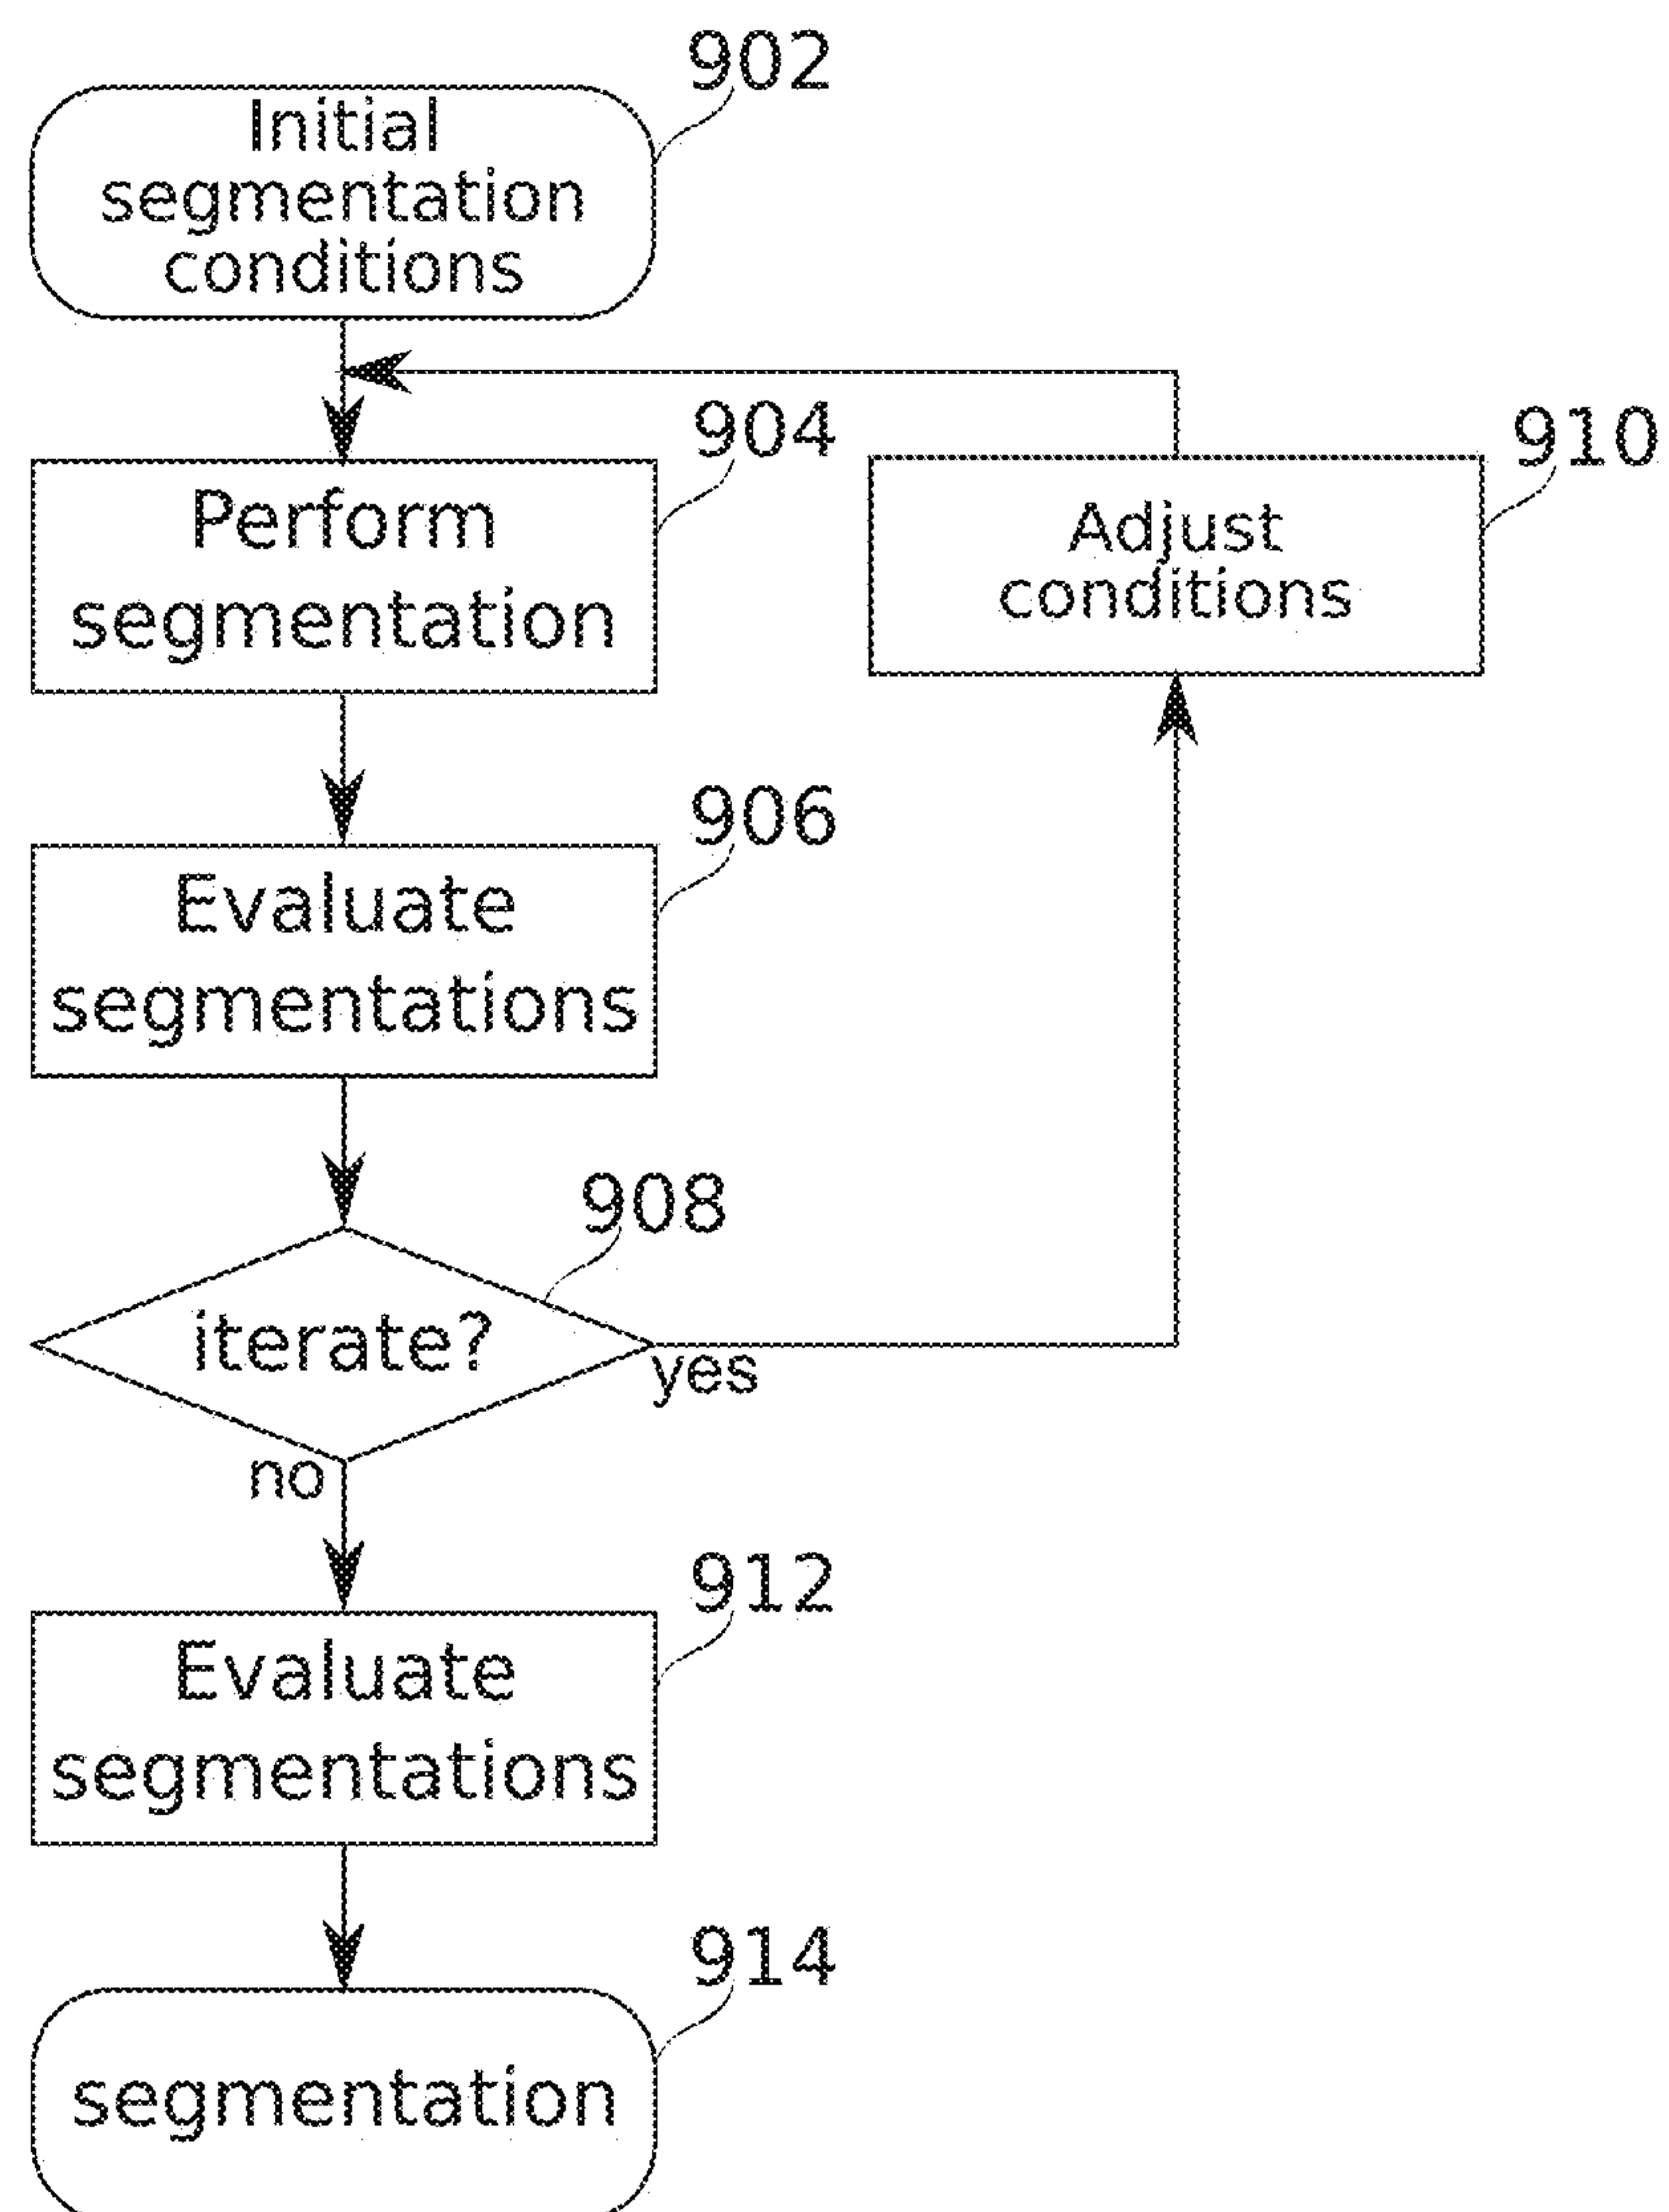 902
Initial
segmentation
conditions
904
Perform
segmentation
910
Adjust
conditions
906
Evaluate
segmentations
908
iterate?
yes
no
912
Evaluate
segmentations
914
segmentation